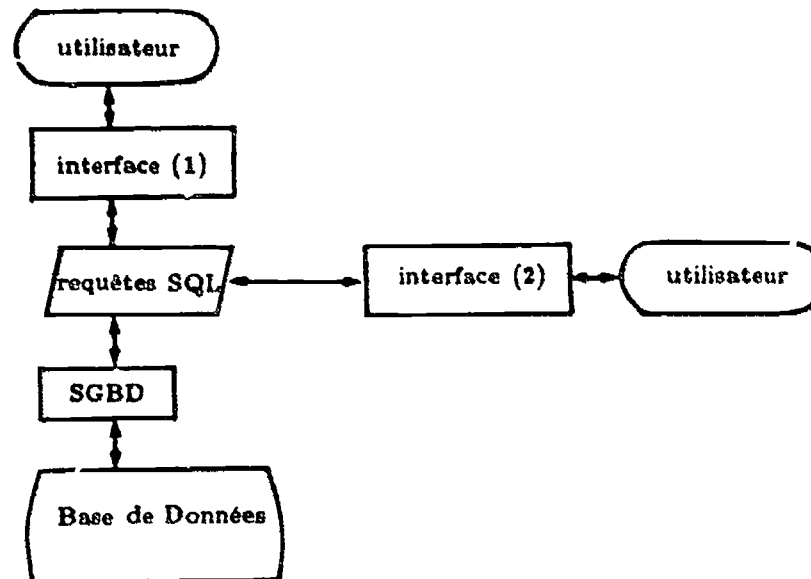 utilisateur
interface (1)
requêtes SQL
interface (2)
utilisateur
SGBD
Base de Données